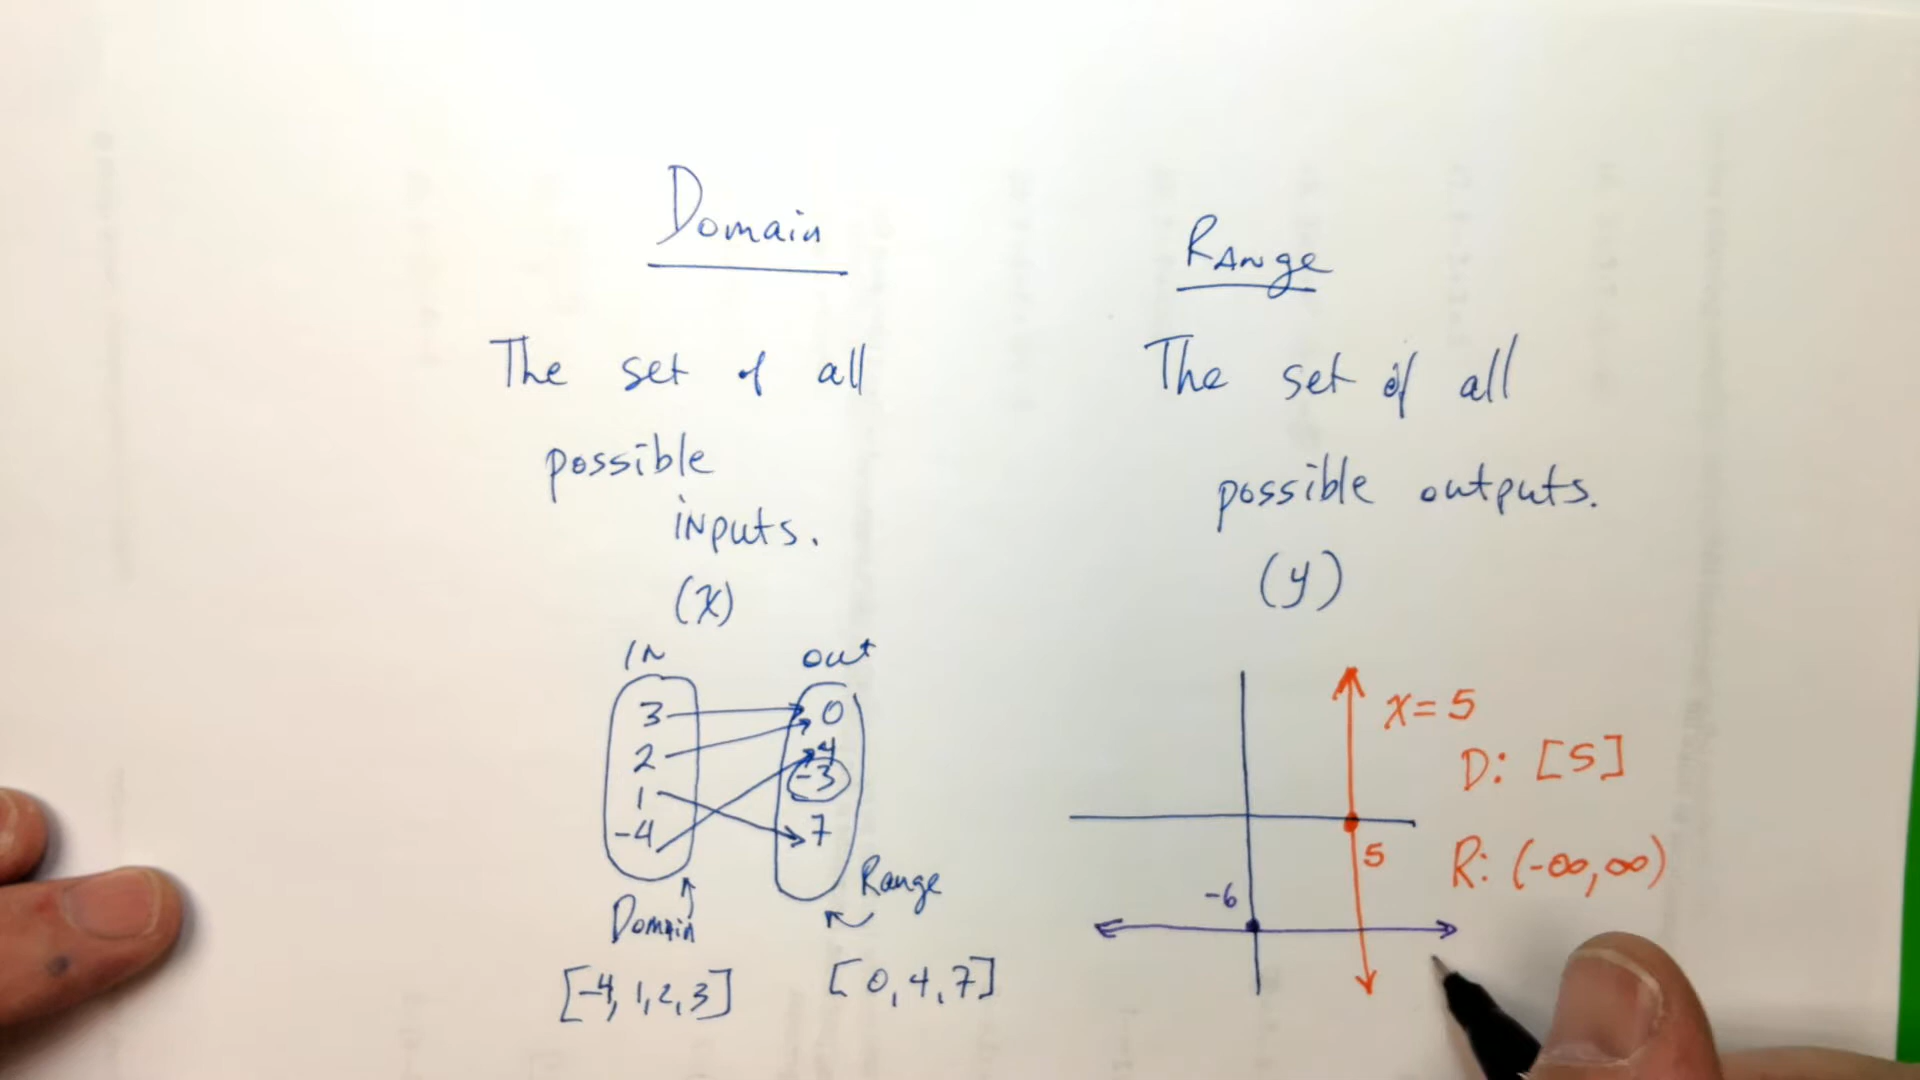 Domain
The set of all
possible
inputs.
(x)
IN
out
3
2
1
-4
0
4
-3
7
Domain
Range
[-4, 1, 2, 3]
[0, 4, 7]
Range
The set of all
possible outputs.
(y)
x = 5
D: [5]
5
R: (-∞, ∞)
-6